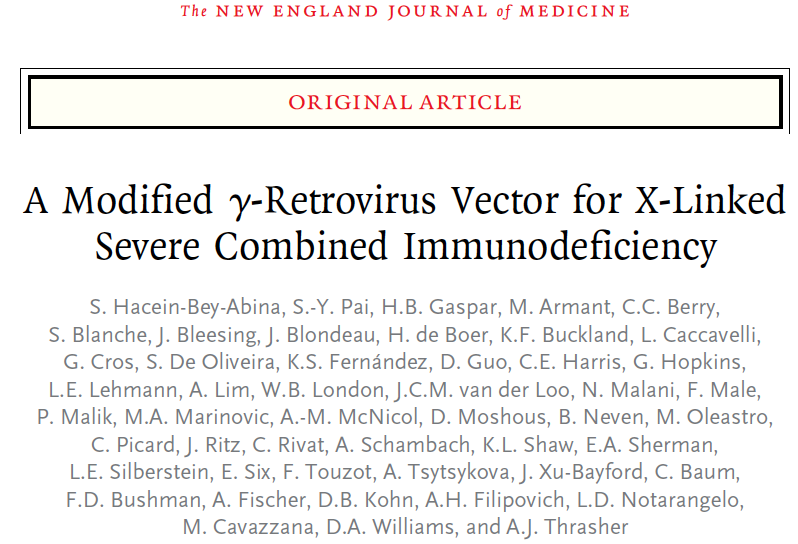 The NEW ENGLAND JOURNAL of MEDICINE
ORIGINAL ARTICLE
A Modified γ-Retrovirus Vector for X-Linked
Severe Combined Immunodeficiency
S. Hacein-Bey-Abina, S.-Y. Pai, H.B. Gaspar, M. Armant, C.C. Berry,
S. Blanche, J. Bleesing, J. Blondeau, H. de Boer, K.F. Buckland, L. Caccavelli,
G. Cros, S. De Oliveira, K.S. Fernández, D. Guo, C.E. Harris, G. Hopkins,
L.E. Lehmann, A. Lim, W.B. London, J.C.M. van der Loo, N. Malani, F. Male,
P. Malik, M.A. Marinovic, A.-M. McNicol, D. Moshous, B. Neven, M. Oleastro,
C. Picard, J. Ritz, C. Rivat, A. Schambach, K.L. Shaw, E.A. Sherman,
L.E. Silberstein, E. Six, F. Touzot, A. Tsytsykova, J. Xu-Bayford, C. Baum,
F.D. Bushman, A. Fischer, D.B. Kohn, A.H. Filipovich, L.D. Notarangelo,
M. Cavazzana, D.A. Williams, and A.J. Thrasher